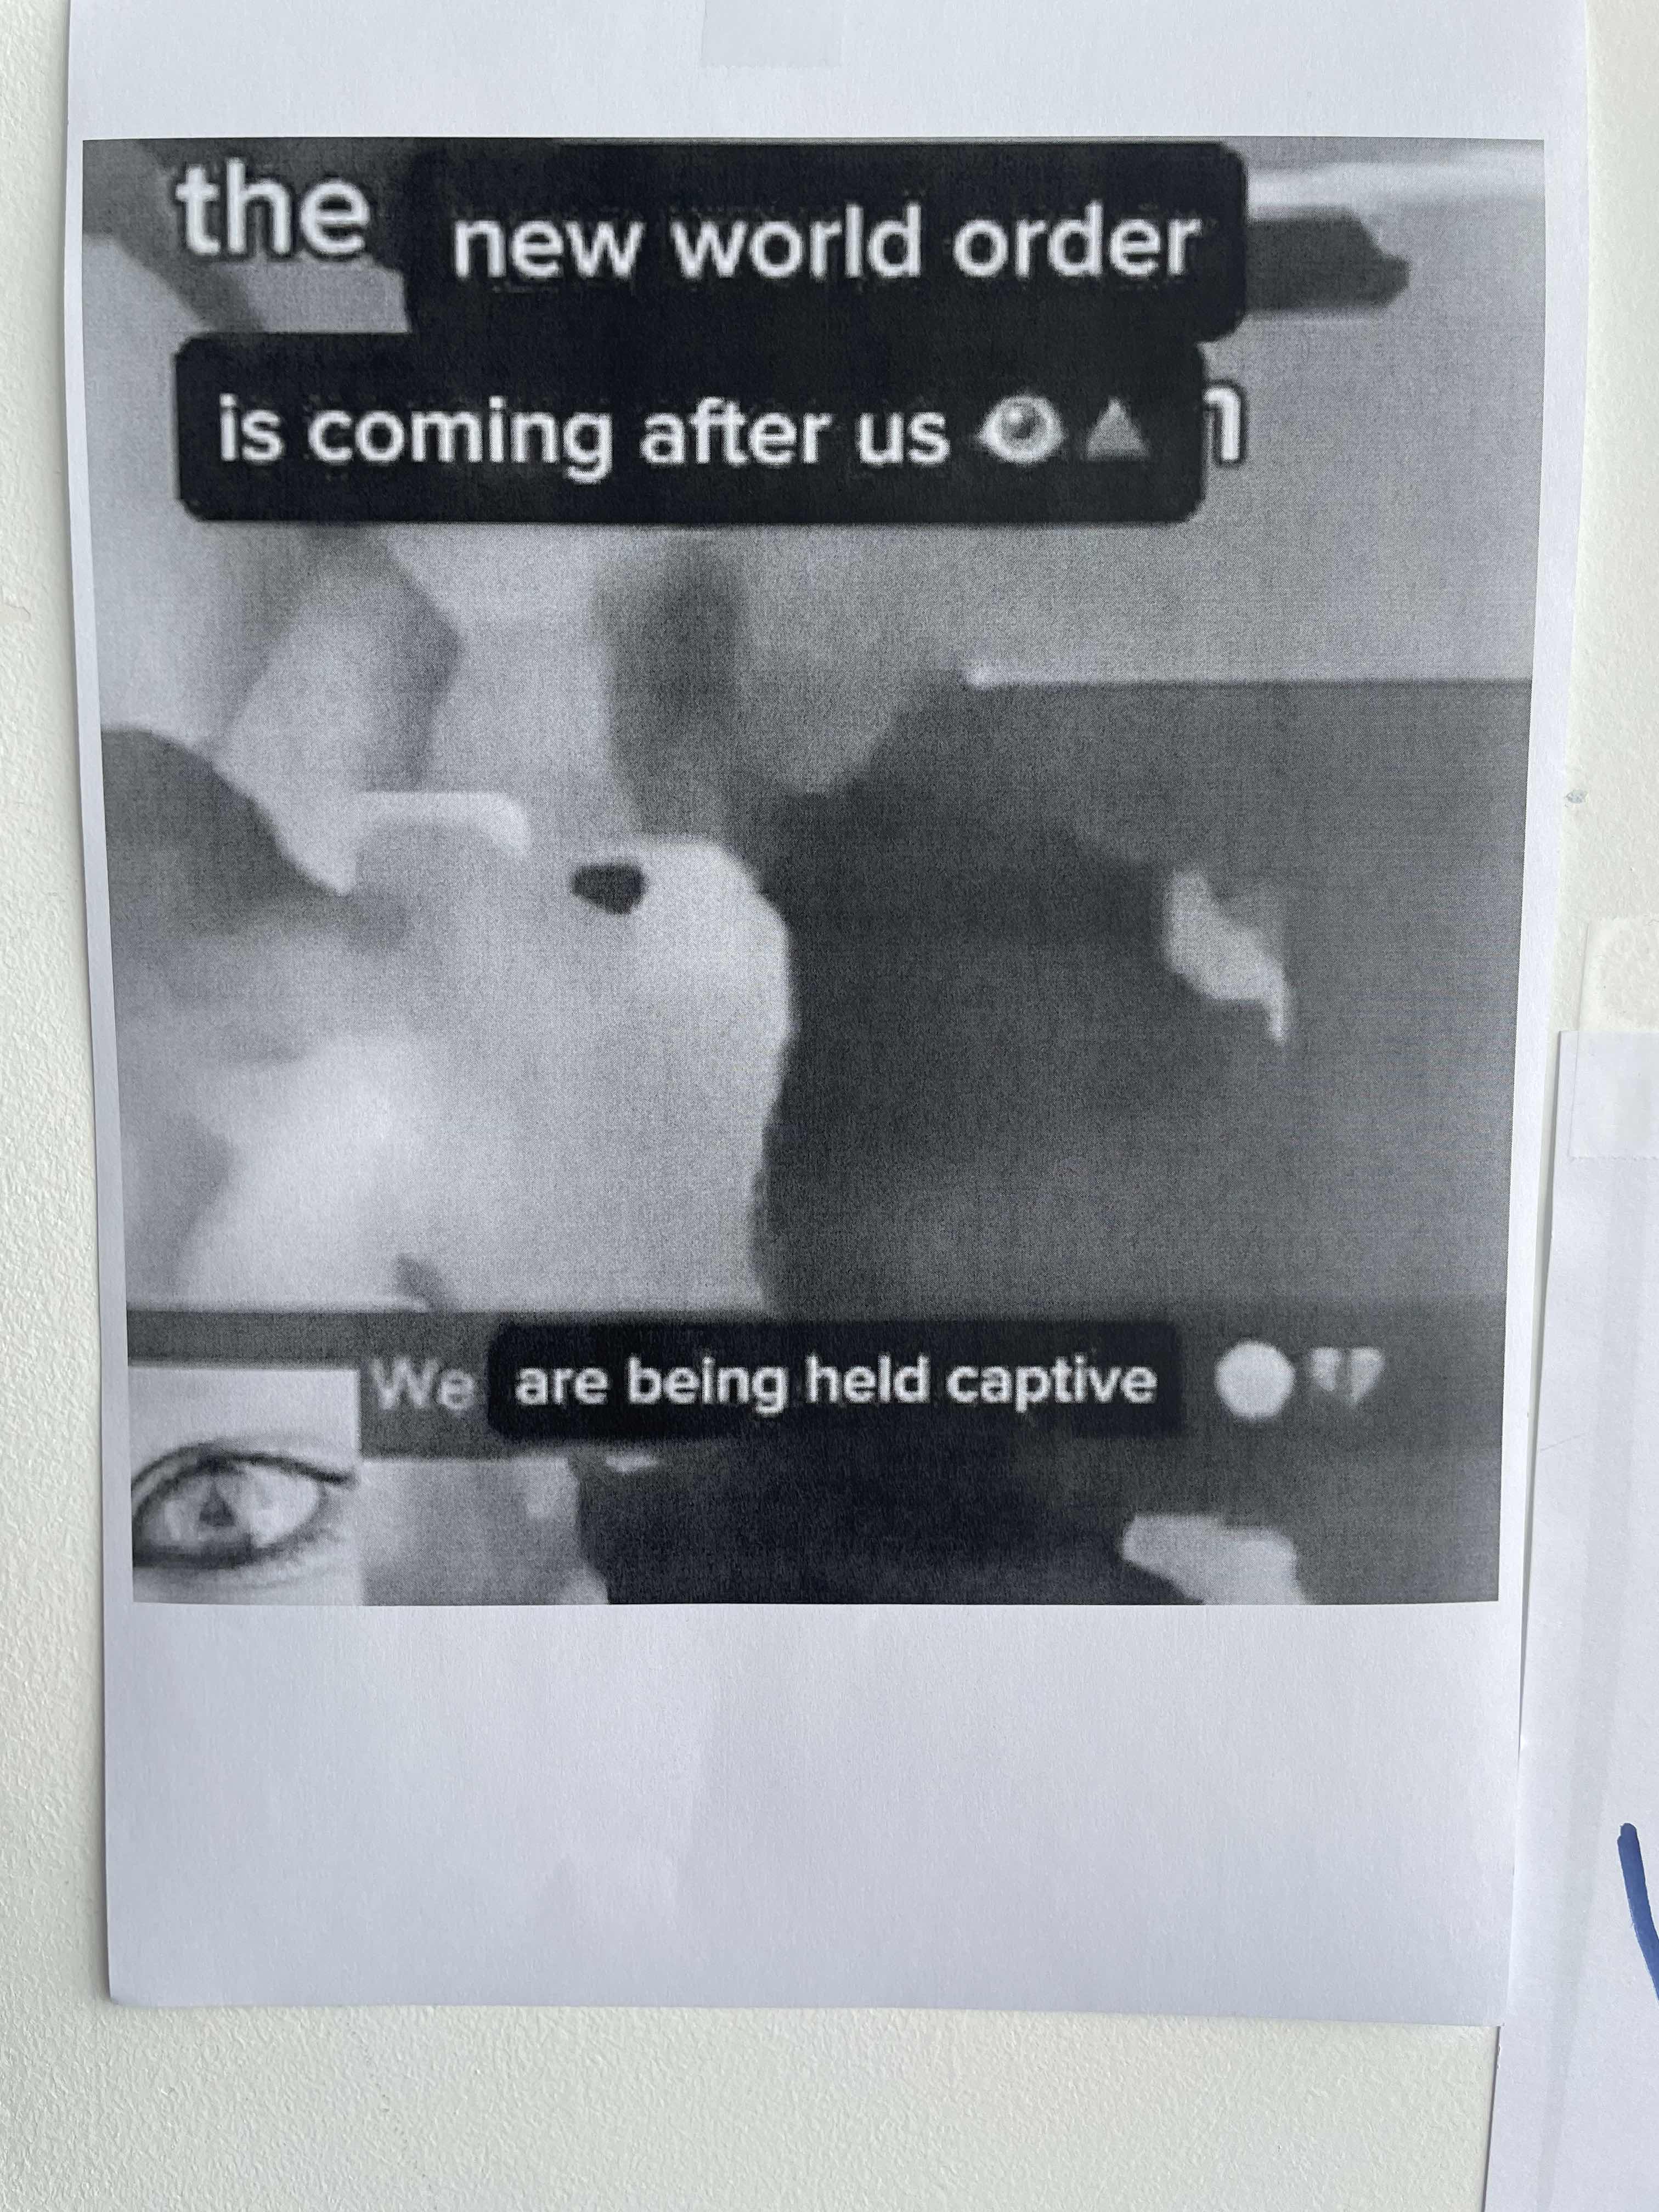 the new world order
is coming after us 👁🔺 n
We are being held captive 💔